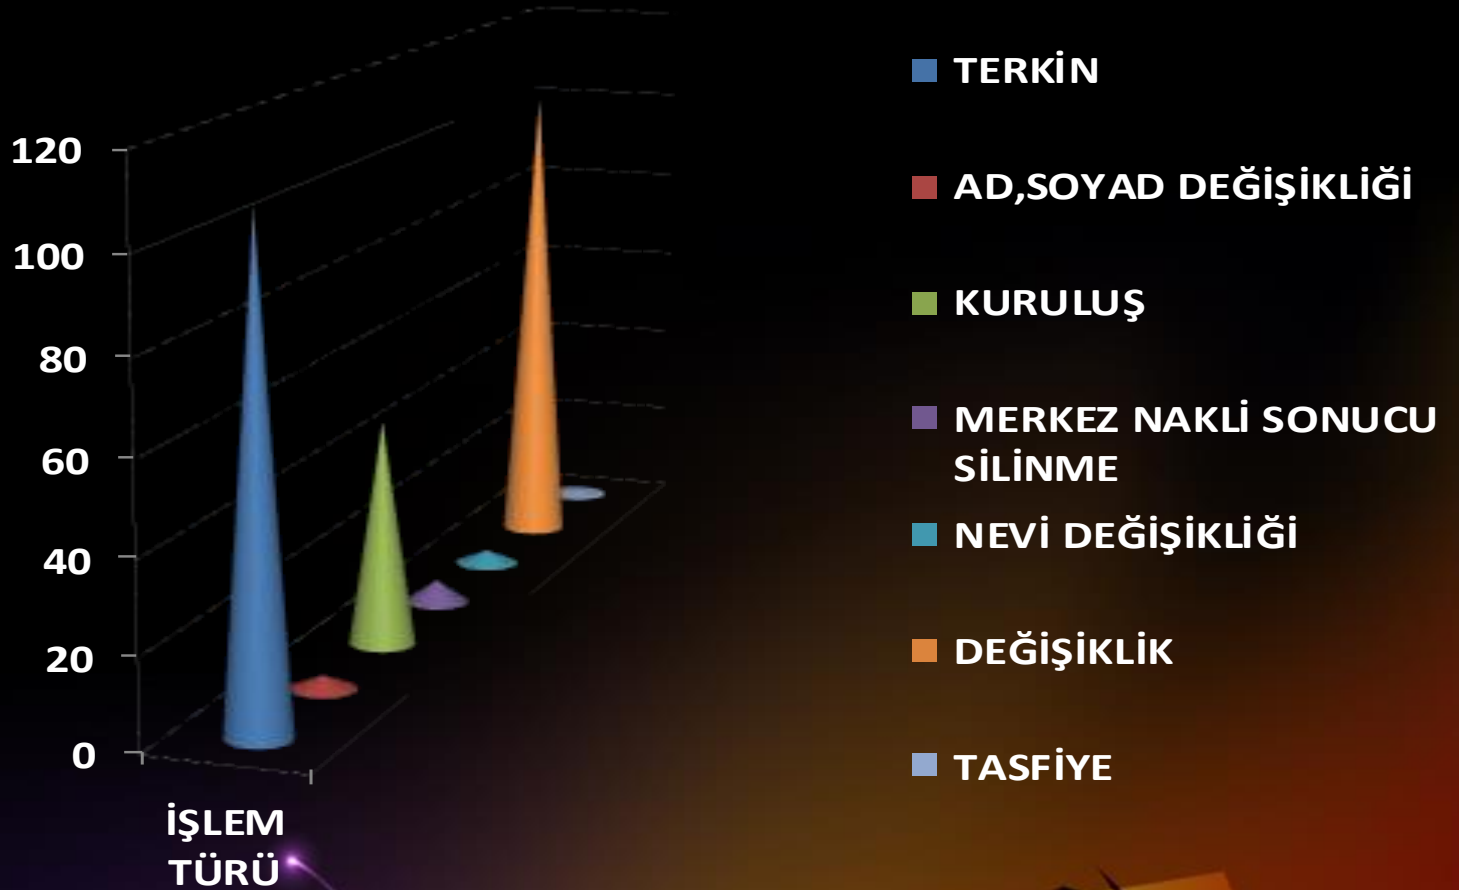 120
100
80
60
40
20
0
İŞLEM
TÜRÜ
TERKİN
AD,SOYAD DEĞİŞİKLİĞİ
KURULUŞ
MERKEZ NAKLİ SONUCU
SİLİNME
NEVİ DEĞİŞİKLİĞİ
DEĞİŞİKLİK
TASFİYE